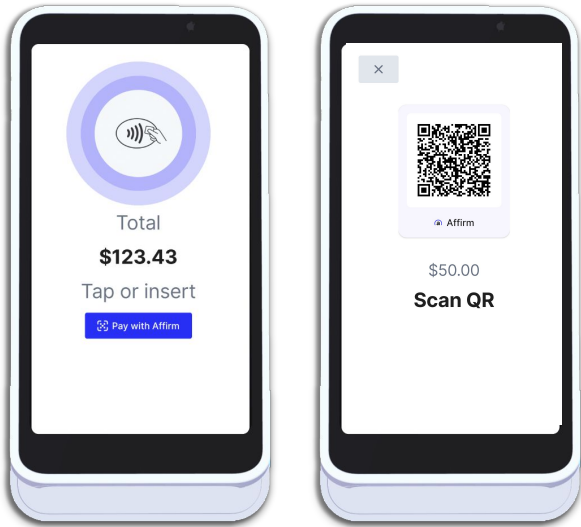 Total
$123.43
Tap or insert
Pay with Affirm
Affirm
$50.00
Scan QR